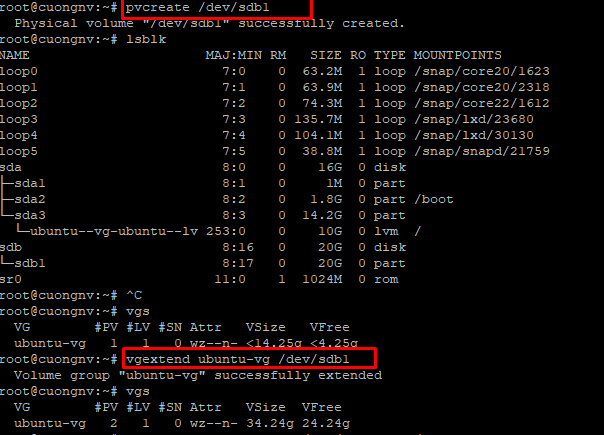 root@cuongnv:~# pvcreate /dev/sdb1
  Physical volume "/dev/sdb1" successfully created.
root@cuongnv:~# lsblk
NAME                      MAJ:MIN RM   SIZE RO TYPE MOUNTPOINTS
loop0                       7:0    0  63.2M  1 loop /snap/core20/1623
loop1                       7:1    0  63.9M  1 loop /snap/core20/2318
loop2                       7:2    0  74.3M  1 loop /snap/core22/1612
loop3                       7:3    0 135.7M  1 loop /snap/lxd/23680
loop4                       7:4    0 104.1M  1 loop /snap/lxd/30130
loop5                       7:5    0  38.8M  1 loop /snap/snapd/21759
sda                         8:0    0    16G  0 disk
├─sda1                      8:1    0     1M  0 part
├─sda2                      8:2    0   1.8G  0 part /boot
└─sda3                      8:3    0  14.2G  0 part
  └─ubuntu--vg-ubuntu--lv 253:0    0    10G  0 lvm  /
sdb                         8:16   0    20G  0 disk
└─sdb1                      8:17   0    20G  0 part
sr0                        11:0    1  1024M  0 rom
root@cuongnv:~# ^C
root@cuongnv:~# vgs
  VG        #PV #LV #SN Attr   VSize   VFree
  ubuntu-vg   1   1   0 wz--n- <14.25g <4.25g
root@cuongnv:~# vgextend ubuntu-vg /dev/sdb1
  Volume group "ubuntu-vg" successfully extended
root@cuongnv:~# vgs
  VG        #PV #LV #SN Attr   VSize  VFree
  ubuntu-vg   2   1   0 wz--n- 34.24g 24.24g